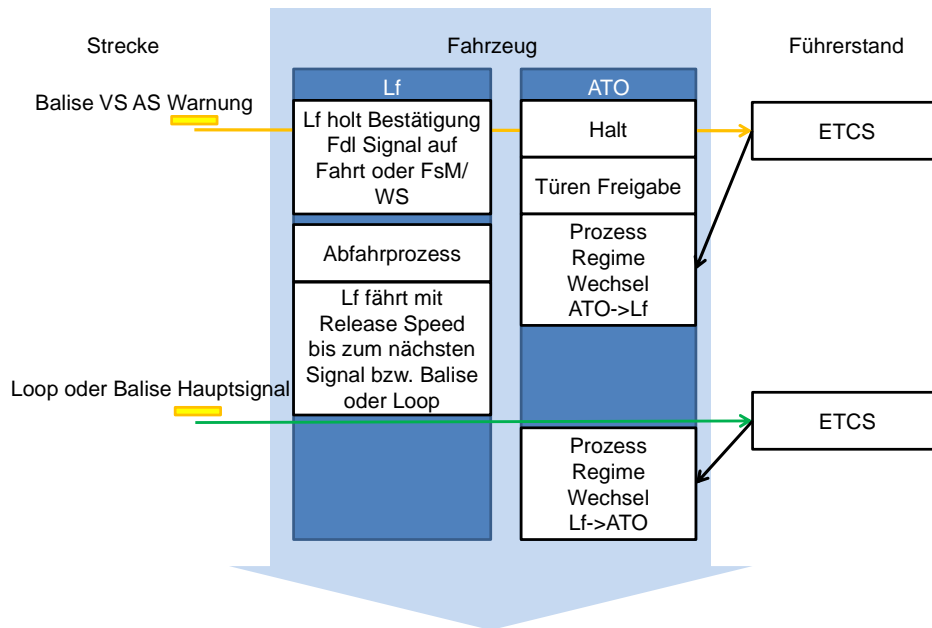 Strecke
Fahrzeug
Führerstand
Lf
ATO
Balise VS AS Warnung
Lf holt Bestätigung
Fdl Signal auf
Fahrt oder FsM/
WS
Halt
ETCS
Türen Freigabe
Abfahrprozess
Prozess
Regime
Wechsel
ATO->Lf
Lf fährt mit
Release Speed
bis zum nächsten
Signal bzw. Balise
oder Loop
Loop oder Balise Hauptsignal
ETCS
Prozess
Regime
Wechsel
Lf->ATO